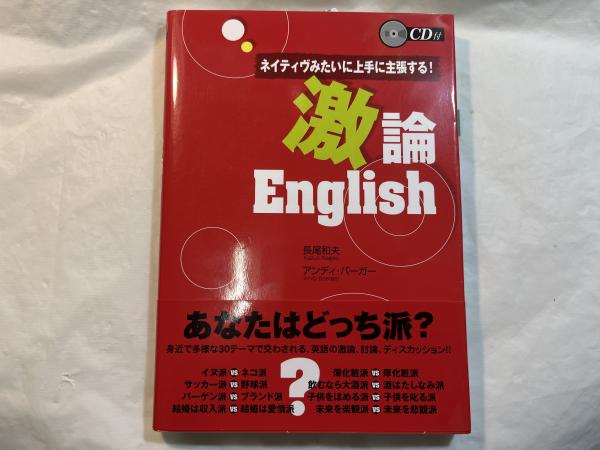 CD付
ネイティヴみたいに上手に主張する!
激論
English
長尾和夫
Kazuo Nagao
アンディ・バーガー
Andy Boerger
あなたはどっち派?
身近で多様な30テーマで交わされる、英語の激論、討論、ディスカッション!!
イヌ派 vs ネコ派 薄化粧派 vs 厚化粧派
サッカー派 vs 野球派 飲むなら大酒派 vs 酒はたしなみ派
バーゲン派 vs ブランド派 子供をほめる派 vs 子供を叱る派
結婚は収入派 vs 結婚は愛情派 未来を楽観派 vs 未来を悲観派
?